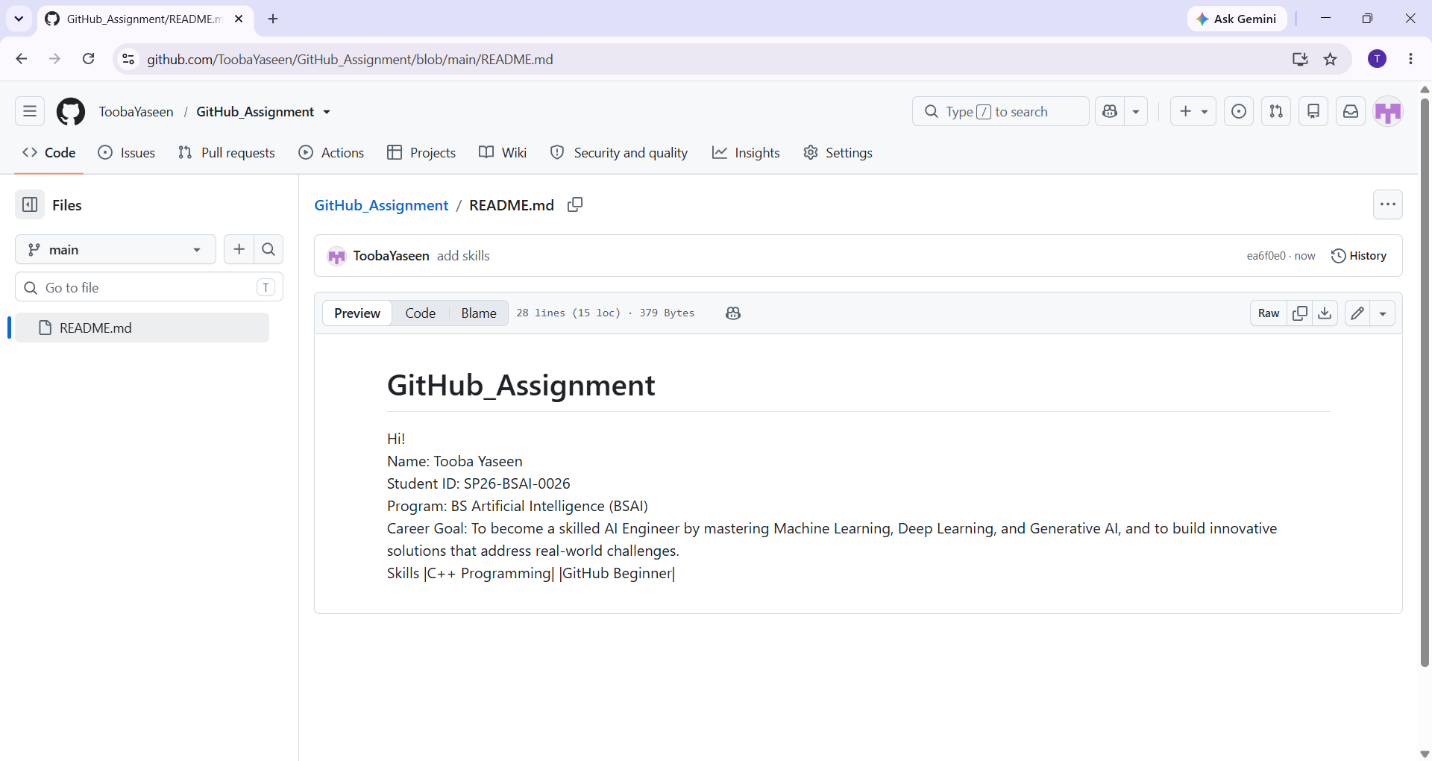 GitHub_Assignment/README.m
Ask Gemini
github.com/ToobaYaseen/GitHub_Assignment/blob/main/README.md
T
ToobaYaseen / GitHub_Assignment
Type / to search
Code
Issues
Pull requests
Actions
Projects
Wiki
Security and quality
Insights
Settings
Files
main
Go to file
T
README.md
GitHub_Assignment / README.md
ToobaYaseen add skills
ea6f0e0 · now
History
Preview
Code
Blame
28 lines (15 loc) · 379 Bytes
Raw
GitHub_Assignment
Hi!
Name: Tooba Yaseen
Student ID: SP26-BSAI-0026
Program: BS Artificial Intelligence (BSAI)
Career Goal: To become a skilled AI Engineer by mastering Machine Learning, Deep Learning, and Generative AI, and to build innovative
solutions that address real-world challenges.
Skills |C++ Programming| |GitHub Beginner|